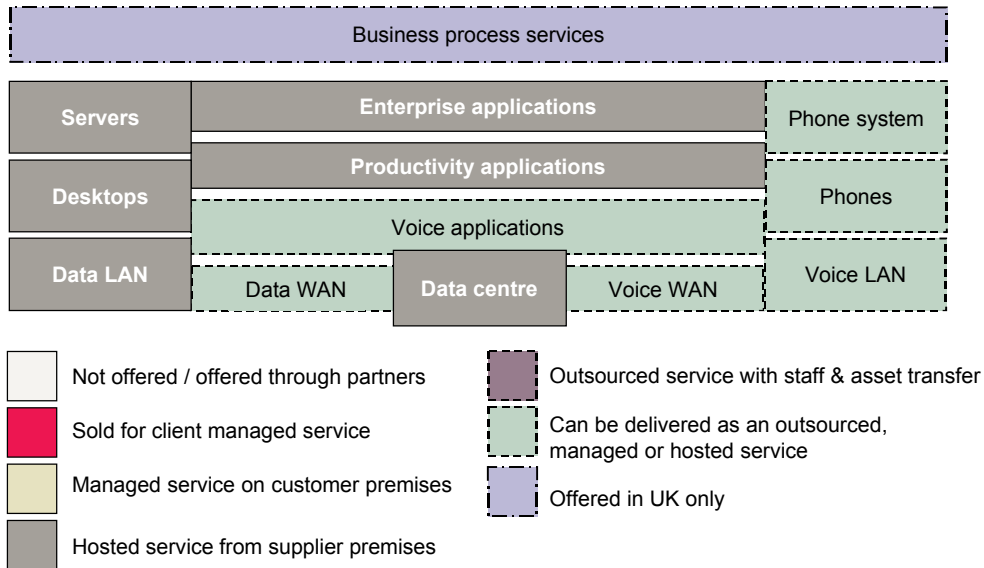 Business process services
Servers
Enterprise applications
Phone system
Productivity applications
Desktops
Phones
Voice applications
Data LAN
Data WAN
Data centre
Voice WAN
Voice LAN
Not offered / offered through partners
Sold for client managed service
Managed service on customer premises
Hosted service from supplier premises
Outsourced service with staff & asset transfer
Can be delivered as an outsourced,
managed or hosted service
Offered in UK only